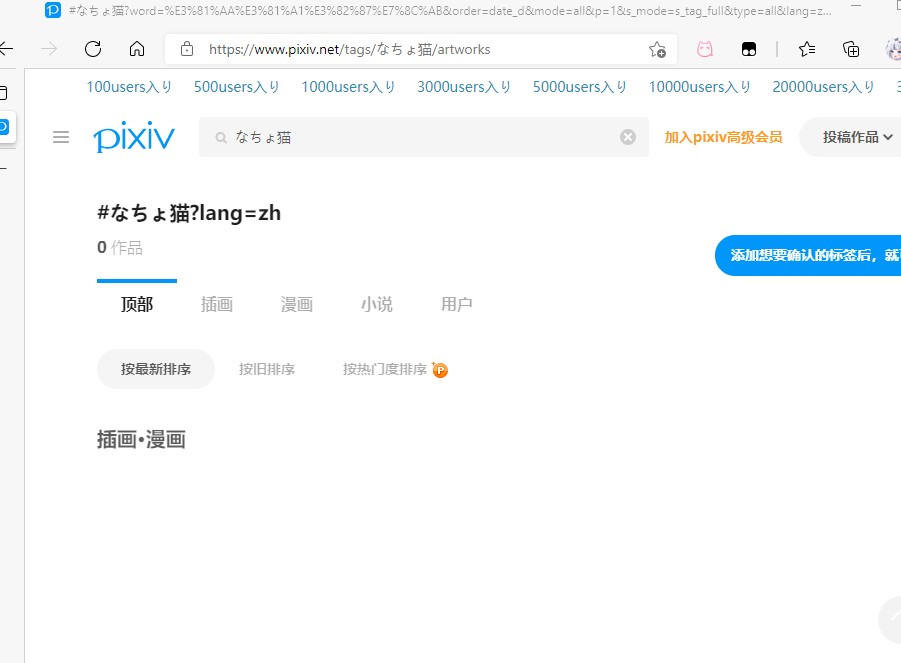 #なちょ猫?word=%E3%81%AA%E3%81%A1%E3%82%87%E7%8C%AB&order=date_d&mode=all&p=1&s_mode=s_tag_full&type=all&lang=z...
https://www.pixiv.net/tags/なちょ猫/artworks
100users入り 500users入り 1000users入り 3000users入り 5000users入り 10000users入り 20000users入り
pixiv なちょ猫 加入pixiv高级会员 投稿作品
#なちょ猫?lang=zh
0 作品
添加想要确认的标签后，就
顶部 插画 漫画 小说 用户
按最新排序 按旧排序 按热门度排序 P
插画•漫画